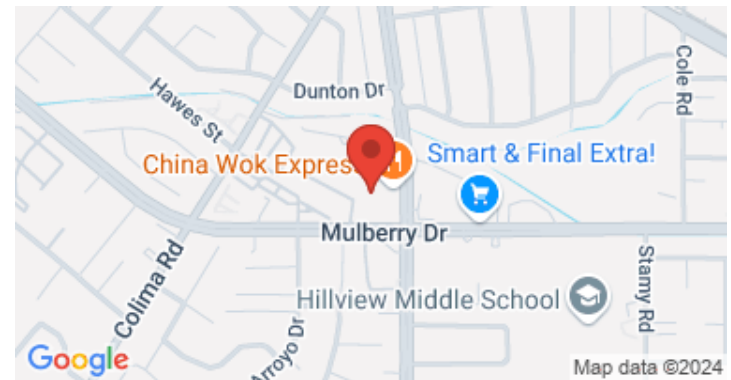 Cole Rd
Dunton Dr
Hawes St
China Wok Express
Smart & Final Extra!
Mulberry Dr
Colima Rd
Stamy Rd
Hillview Middle School
Arroyo Dr
Google
Map data ©2024